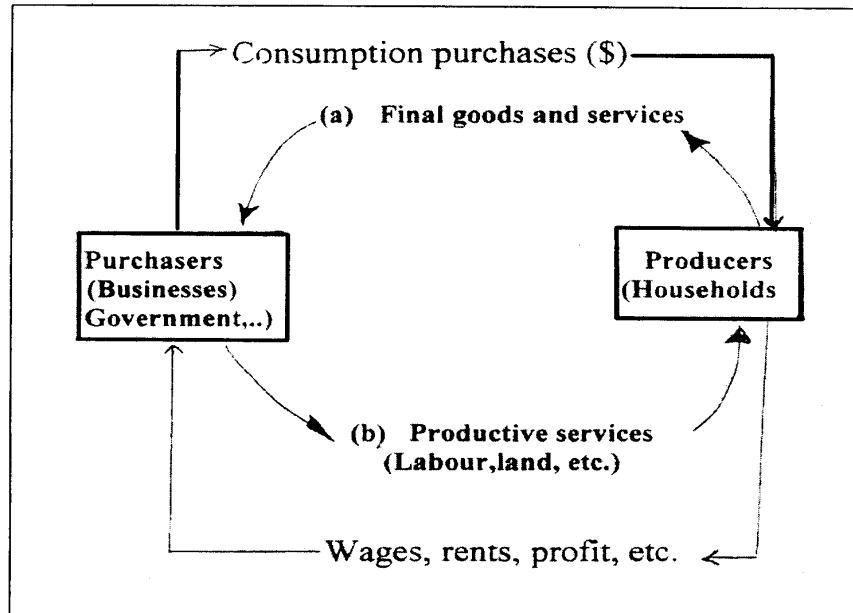 Consumption purchases ($)
(a) Final goods and services
Purchasers
(Businesses)
Government,..)
Producers
(Households
(b) Productive services
(Labour,land, etc.)
Wages, rents, profit, etc.